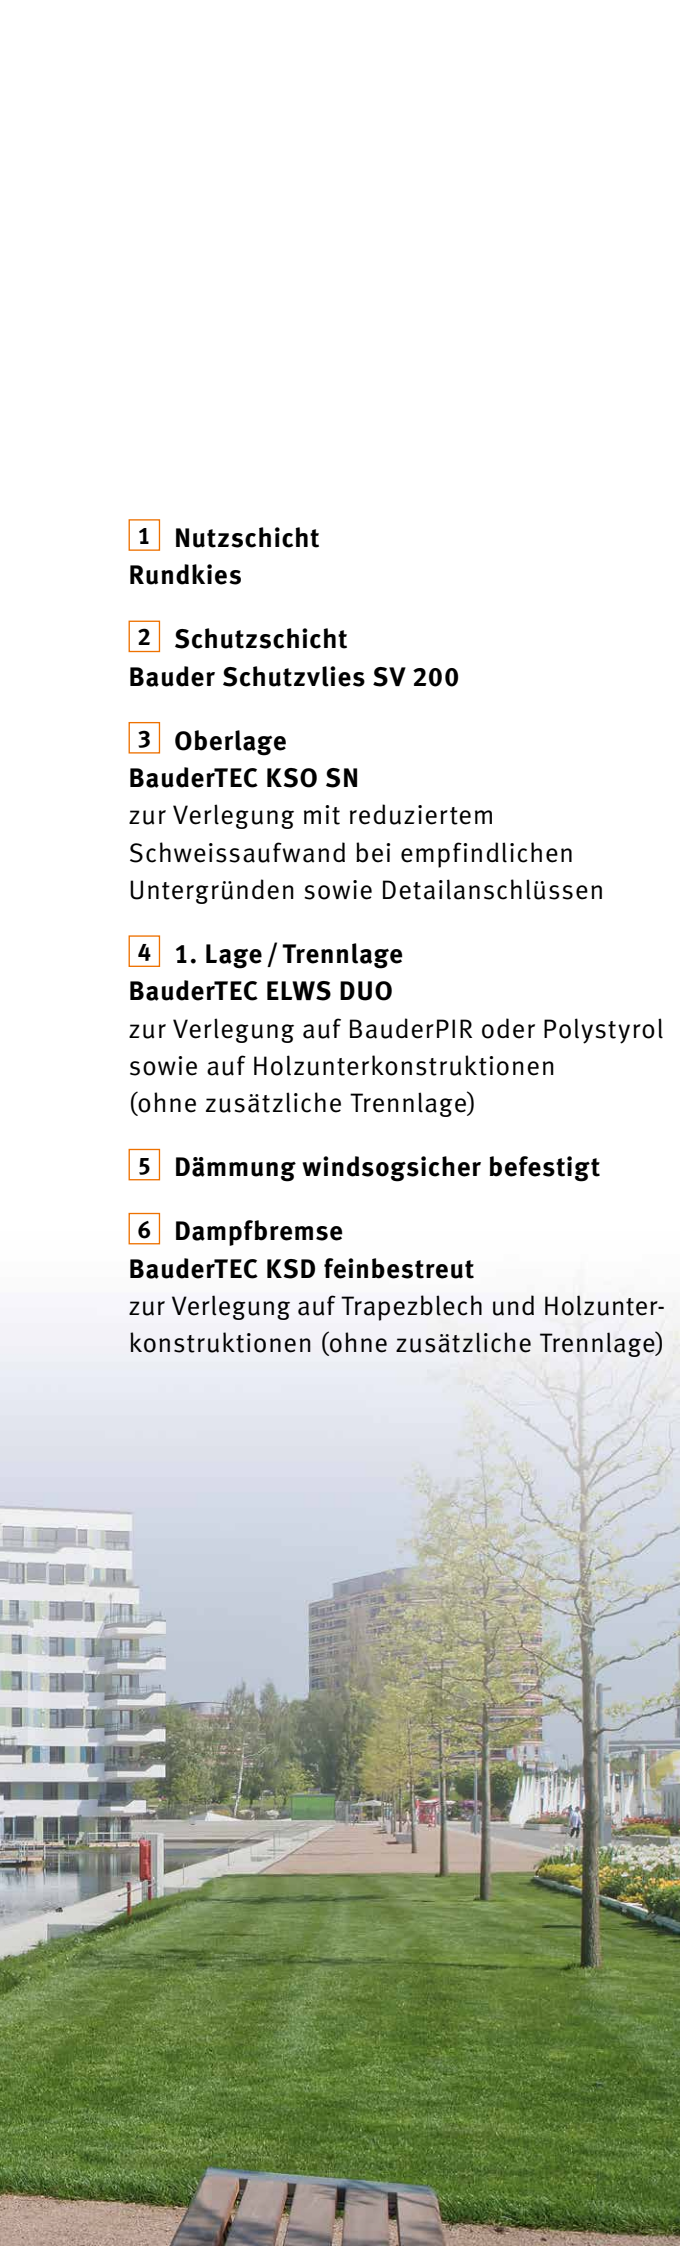 1 Nutzschicht
Rundkies
2 Schutzschicht
Bauder Schutzvlies SV 200
3 Oberlage
BauderTEC KSO SN
zur Verlegung mit reduziertem
Schweissaufwand bei empfindlichen
Untergründen sowie Detailanschlüssen
4 1. Lage / Trennlage
BauderTEC ELWS DUO
zur Verlegung auf BauderPIR oder Polystyrol
sowie auf Holzunterkonstruktionen
(ohne zusätzliche Trennlage)
5 Dämmung windsogsicher befestigt
6 Dampfbremse
BauderTEC KSD feinbestreut
zur Verlegung auf Trapezblech und Holzunter-
konstruktionen (ohne zusätzliche Trennlage)